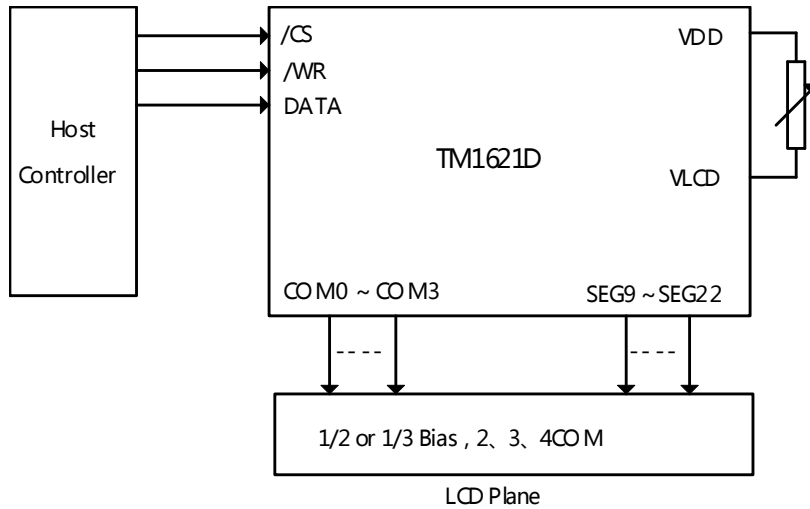 /CS
/WR
DATA
VDD
VLCD
Host
Controller
TM1621D
COM0 ~ COM3
SEG9 ~ SEG22
1/2 or 1/3 Bias , 2、3、4COM
LCD Plane